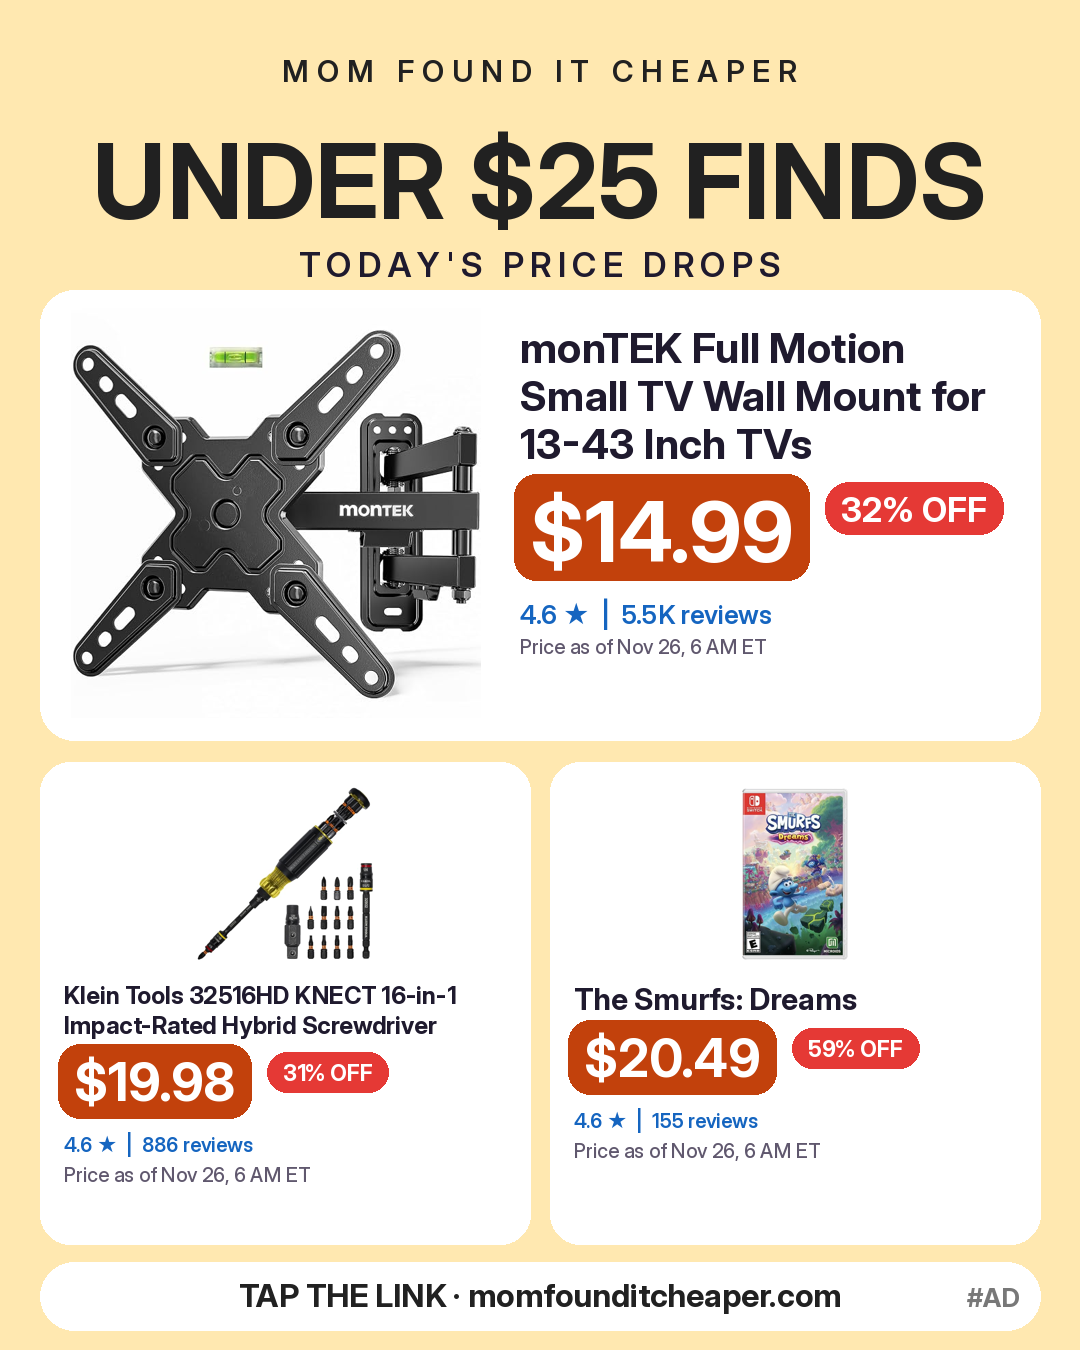 MOM FOUND IT CHEAPER
UNDER $25 FINDS
TODAY'S PRICE DROPS
monTEK
monTEK Full Motion
Small TV Wall Mount for
13-43 Inch TVs
$14.99
32% OFF
4.6 ★ | 5.5K reviews
Price as of Nov 26, 6 AM ET
Klein Tools 32516HD KNECT 16-in-1
Impact-Rated Hybrid Screwdriver
$19.98
31% OFF
4.6 ★ | 886 reviews
Price as of Nov 26, 6 AM ET
SMURFS
Dreams
The Smurfs: Dreams
$20.49
59% OFF
4.6 ★ | 155 reviews
Price as of Nov 26, 6 AM ET
TAP THE LINK · momfounditcheaper.com
#AD